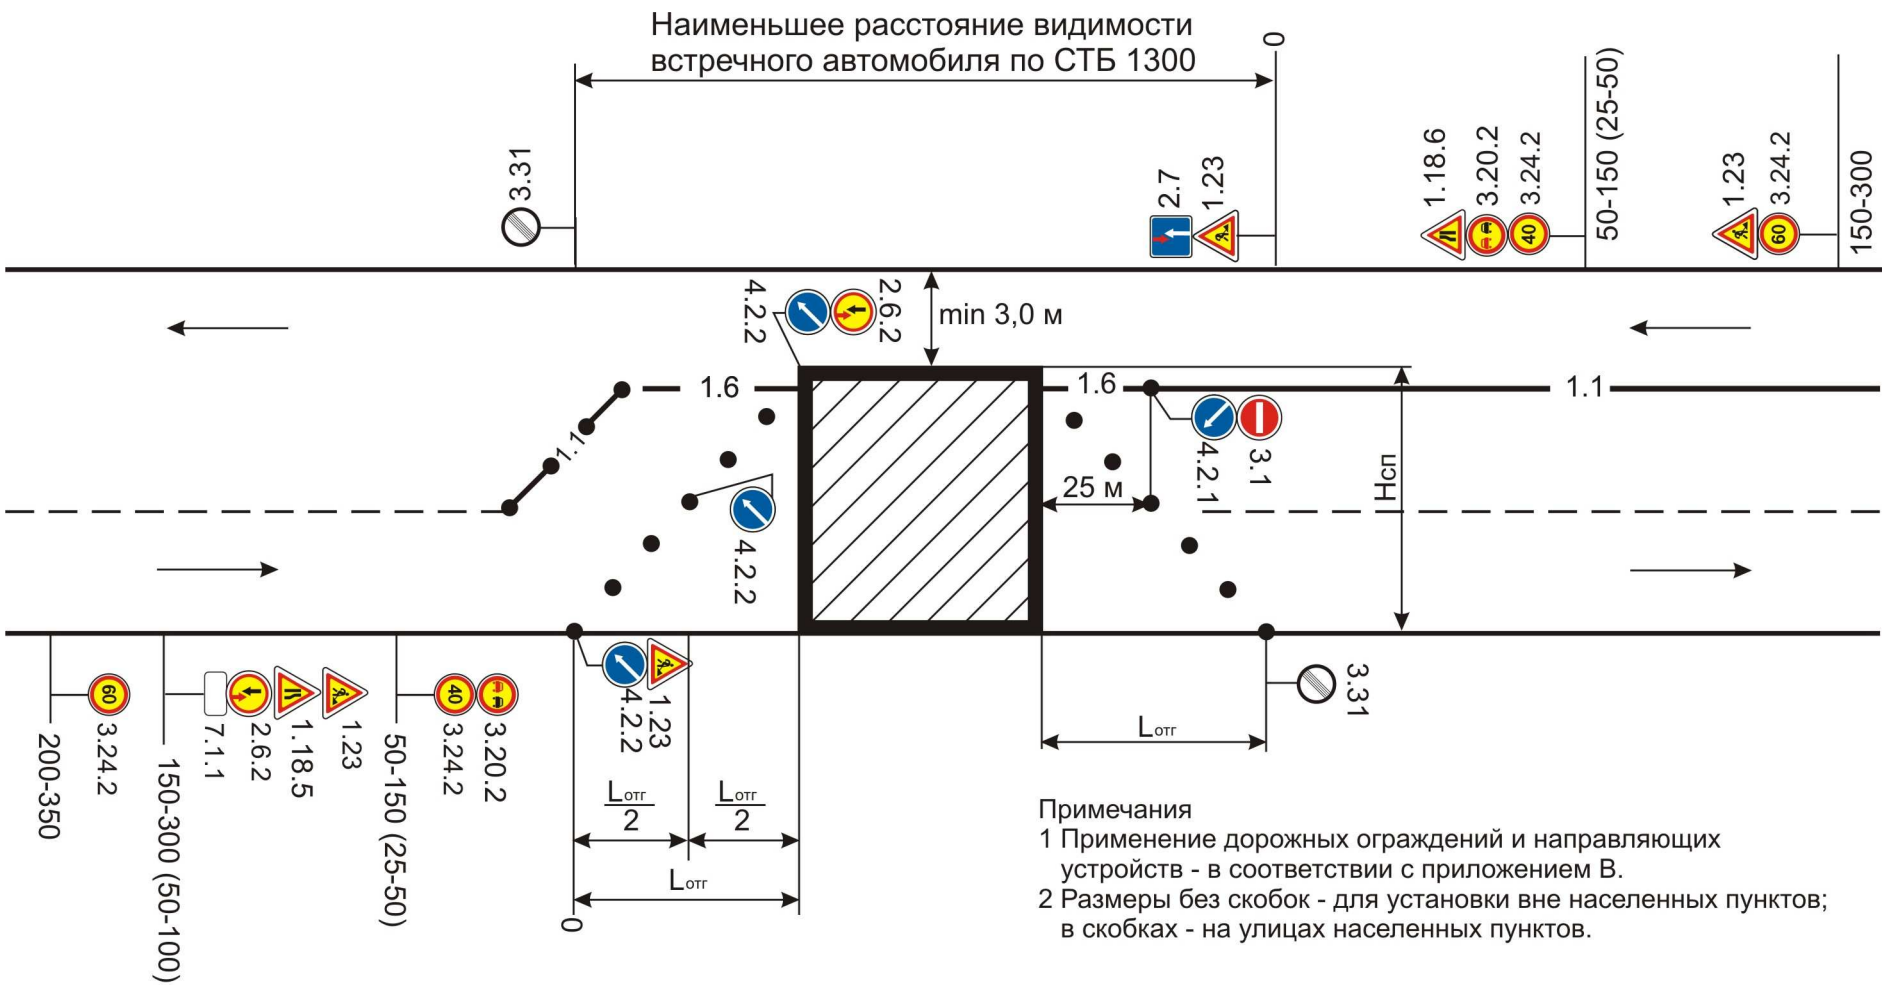 Наименьшее расстояние видимости
встречного автомобиля по СТБ 1300
0
3.31
2.7
1.23
1.18.6
3.20.2
3.24.2
40
50-150 (25-50)
1.23
3.24.2
60
150-300
4.2.2
2.6.2
min 3,0 м
1.6
1.6
1.1
1.1
4.2.1
3.1
25 м
Нсп
4.2.2
60
3.24.2
200-350
7.1.1
2.6.2
1.18.5
1.23
150-300 (50-100)
40
3.24.2
3.20.2
50-150 (25-50)
4.2.2
1.23
3.31
Lотг
Lотг
2
Lотг
2
Lотг
0
Примечания
1 Применение дорожных ограждений и направляющих
устройств - в соответствии с приложением В.
2 Размеры без скобок - для установки вне населенных пунктов;
в скобках - на улицах населенных пунктов.